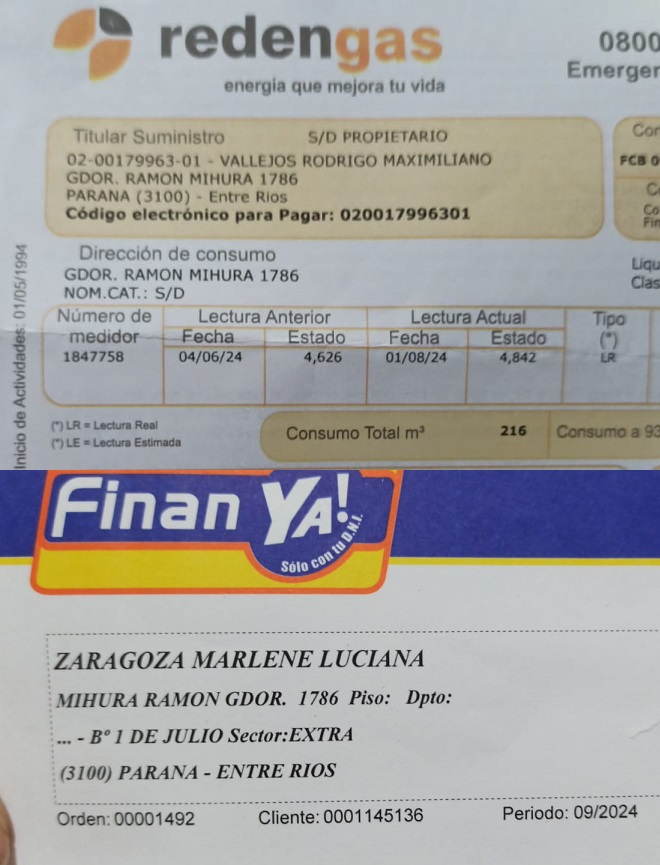 redengas
energia que mejora tu vida
0800
Titular Suministro S/D PROPIETARIO
02-00179963-01 - VALLEJOS RODRIGO MAXIMILIANO
GDOR. RAMON MIHURA 1786
PARANA (3100) - Entre Rios
Código electrónico para Pagar: 020017996301
FCB
Dirección de consumo
GDOR. RAMON MIHURA 1786
NOM.CAT.: S/D
Inicio de Actividades: 01/05/1994
Número de medidor Lectura Anterior Lectura Actual Tipo
Fecha Estado Fecha Estado (*)
1847758 04/06/24 4,626 01/08/24 4,842 LR
(*) LR = Lectura Real
(*) LE = Lectura Estimada
Consumo Total m³ 216 Consumo a 93
Finan YA!
Sólo con tu D.N.I.
ZARAGOZA MARLENE LUCIANA
MIHURA RAMON GDOR. 1786 Piso: Dpto:
... - Bº 1 DE JULIO Sector:EXTRA
(3100) PARANA - ENTRE RIOS
Orden: 00001492 Cliente: 0001145136 Periodo: 09/2024